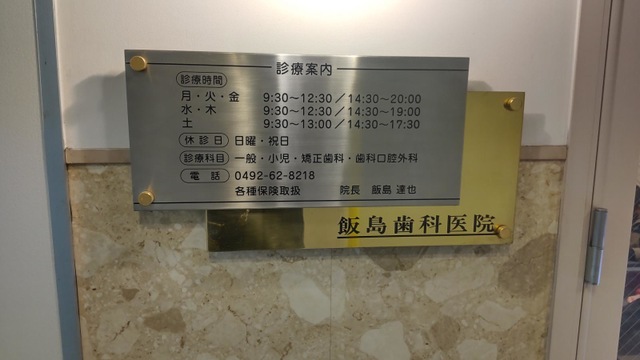 診療案内
診療時間
月・火・金 9:30〜12:30／14:30〜20:00
水・木 9:30〜12:30／14:30〜19:00
土 9:30〜13:00／14:30〜17:30
休診日 日曜・祝日
診療科目 一般・小児・矯正歯科・歯科口腔外科
電話 0492-62-8218
各種保険取扱 院長 飯島 達也
飯島歯科医院